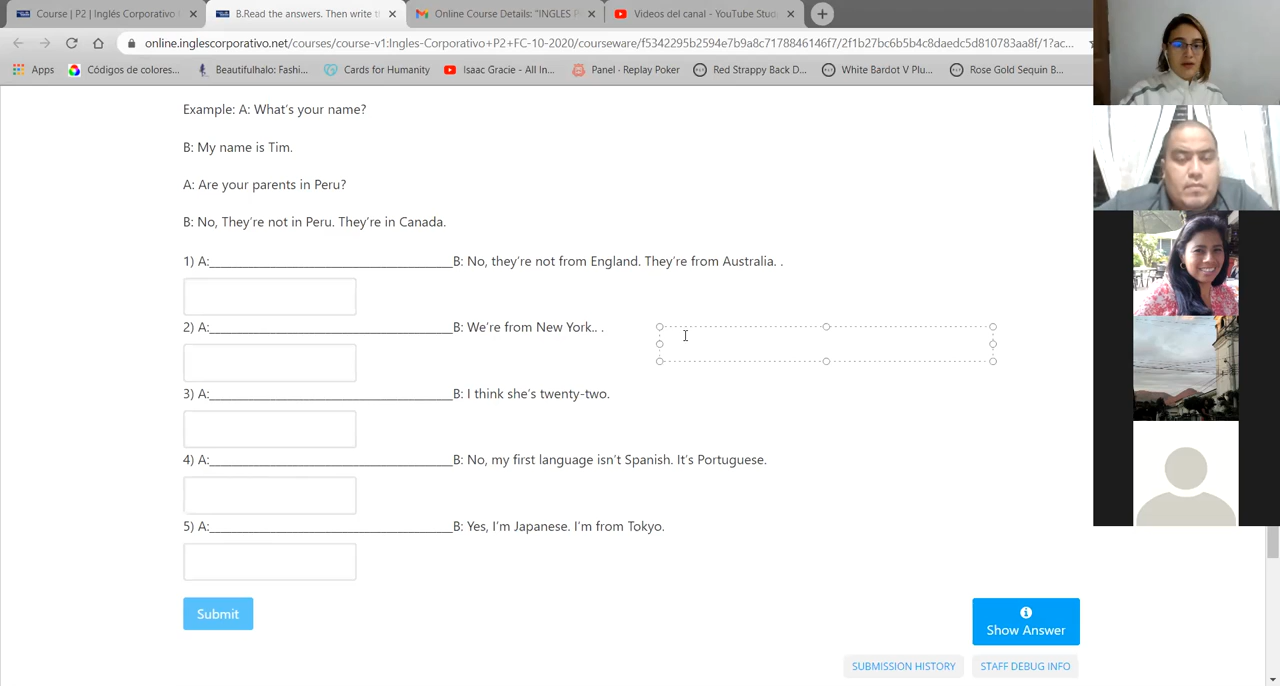 Course | P2 | Inglés Corporativo
B.Read the answers. Then write t
Online Course Details: "INGLES P
Videos del canal - YouTube Stud
online.inglescorporativo.net/courses/course-v1:Ingles-Corporativo+P2+FC-10-2020/courseware/f5342295b2594e7b9a8c7178846146f7/2f1b27bc6b5b4c8daedc5d810783aa8f/1?ac...
Apps
Códigos de colores...
Beautifulhalo: Fashi...
Cards for Humanity
Isaac Gracie - All In...
Panel · Replay Poker
Red Strappy Back D...
White Bardot V Plu...
Rose Gold Sequin B...
Example: A: What's your name?
B: My name is Tim.
A: Are your parents in Peru?
B: No, They're not in Peru. They're in Canada.
1) A:___________________________________B: No, they're not from England. They're from Australia. .
2) A:___________________________________B: We're from New York.. .
3) A:___________________________________B: I think she's twenty-two.
4) A:___________________________________B: No, my first language isn't Spanish. It's Portuguese.
5) A:___________________________________B: Yes, I'm Japanese. I'm from Tokyo.
Submit
Show Answer
SUBMISSION HISTORY
STAFF DEBUG INFO